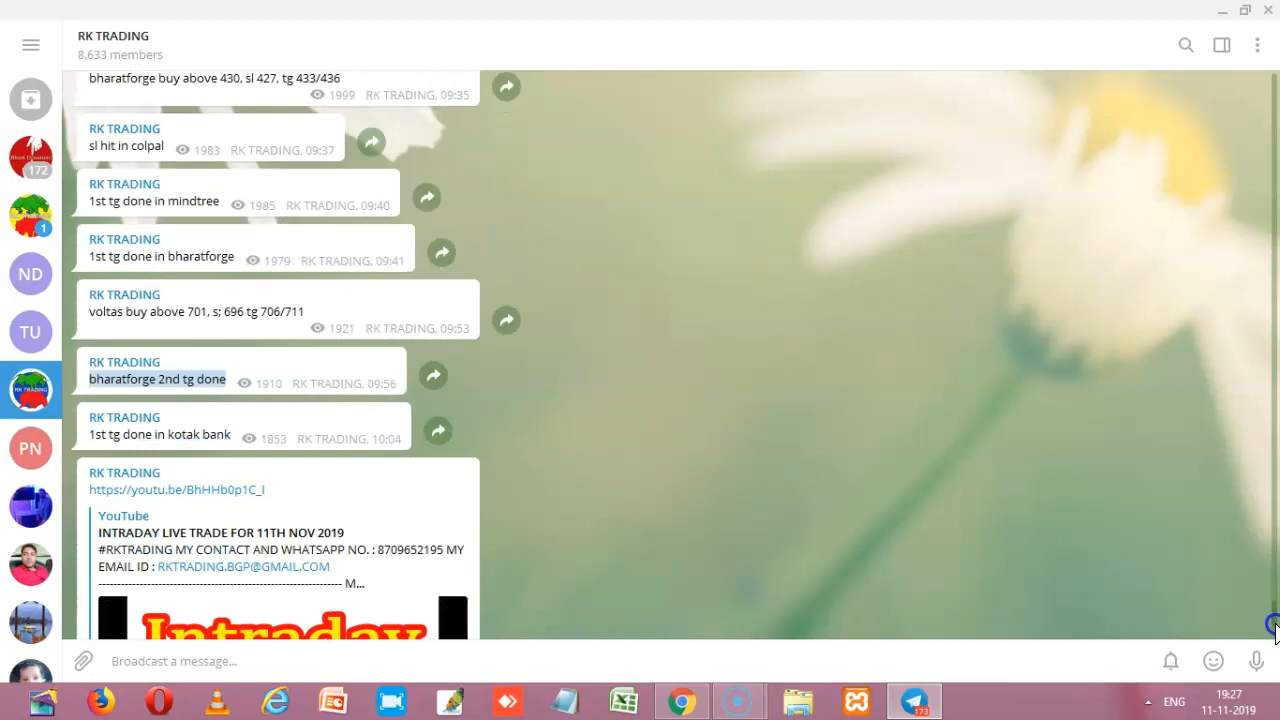 RK TRADING
8,633 members
bharatforge buy above 430, sl 427, tg 433/436
1999 RK TRADING, 09:35
RK TRADING
sl hit in colpal 1983 RK TRADING, 09:37
RK TRADING
1st tg done in mindtree 1985 RK TRADING, 09:40
RK TRADING
1st tg done in bharatforge 1979 RK TRADING, 09:41
RK TRADING
voltas buy above 701, s; 696 tg 706/711
1921 RK TRADING, 09:53
RK TRADING
bharatforge 2nd tg done 1910 RK TRADING, 09:56
RK TRADING
1st tg done in kotak bank 1853 RK TRADING, 10:04
RK TRADING
https://youtu.be/BhHHb0p1C_I
YouTube
INTRADAY LIVE TRADE FOR 11TH NOV 2019
#RKTRADING MY CONTACT AND WHATSAPP NO. : 8709652195 MY
EMAIL ID : RKTRADING.BGP@GMAIL.COM
------------------------------------------------------------- M...
Intraday
172
1
ND
TU
RK TRADING
PN
Broadcast a message...
173
ENG
19:27
11-11-2019